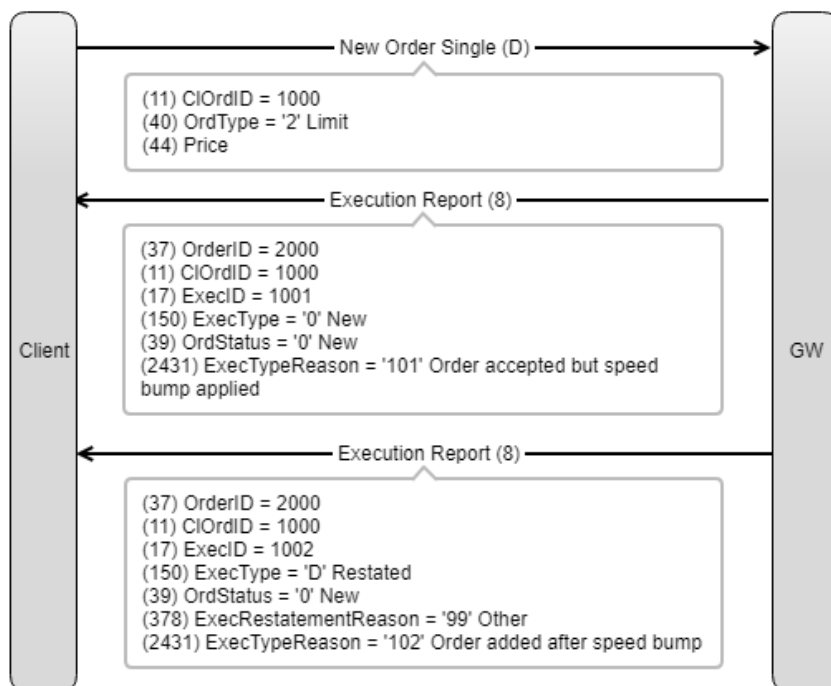 New Order Single (D)
(11) ClOrdID = 1000
(40) OrdType = '2' Limit
(44) Price
Execution Report (8)
(37) OrderID = 2000
(11) ClOrdID = 1000
(17) ExecID = 1001
(150) ExecType = '0' New
(39) OrdStatus = '0' New
(2431) ExecTypeReason = '101' Order accepted but speed
bump applied
Client
GW
Execution Report (8)
(37) OrderID = 2000
(11) ClOrdID = 1000
(17) ExecID = 1002
(150) ExecType = 'D' Restated
(39) OrdStatus = '0' New
(378) ExecRestatementReason = '99' Other
(2431) ExecTypeReason = '102' Order added after speed bump